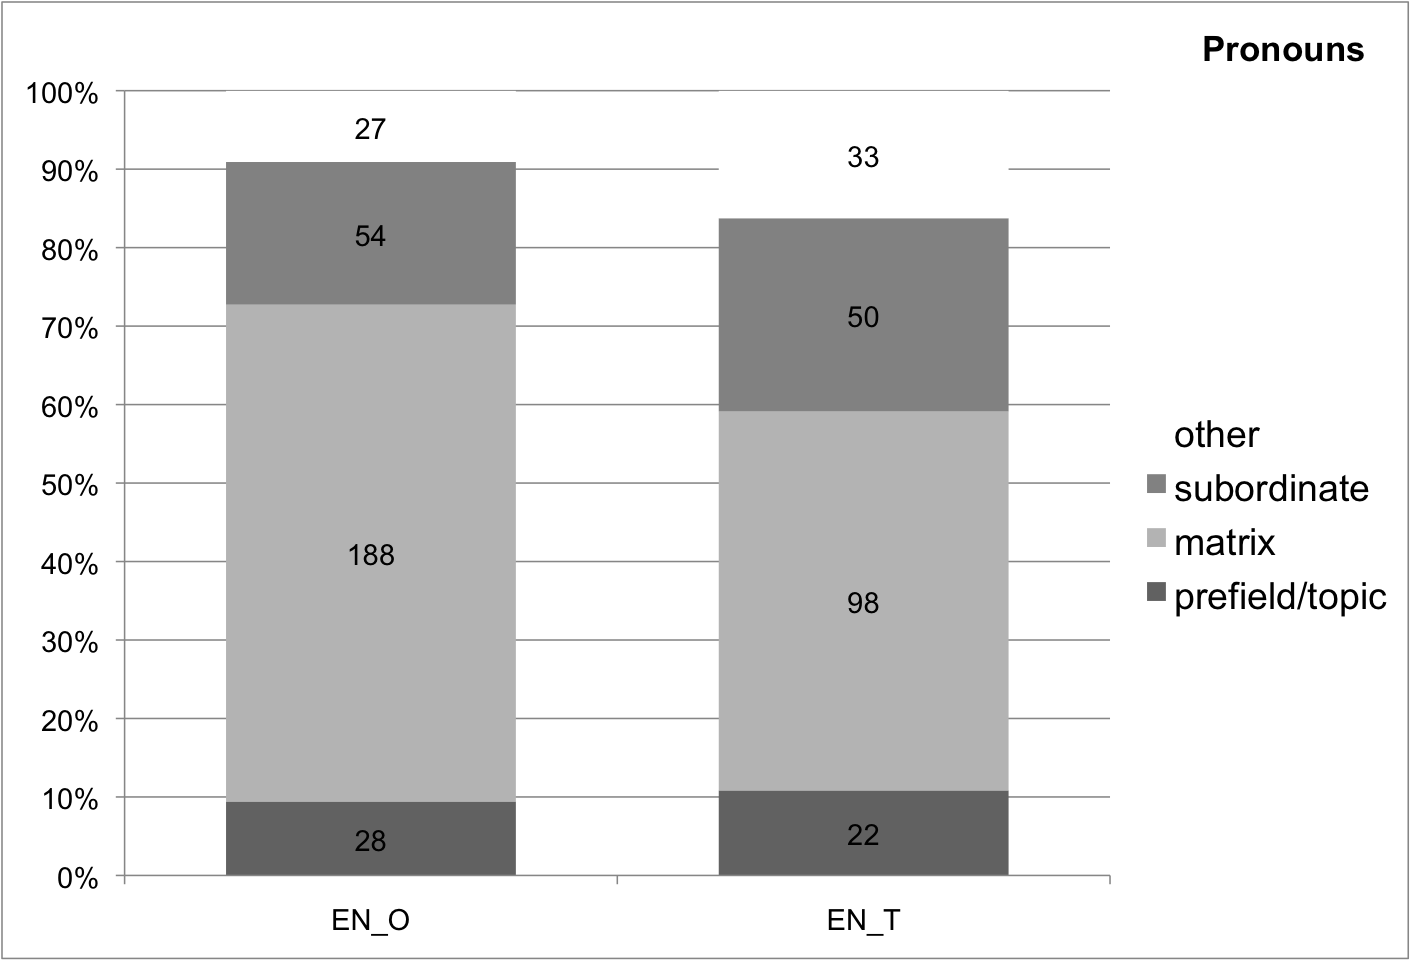 Pronouns
100%
90%
80%
70%
60%
50%
40%
30%
20%
10%
0%
27
54
188
28
33
50
98
22
EN_O
EN_T
other
subordinate
matrix
prefield/topic